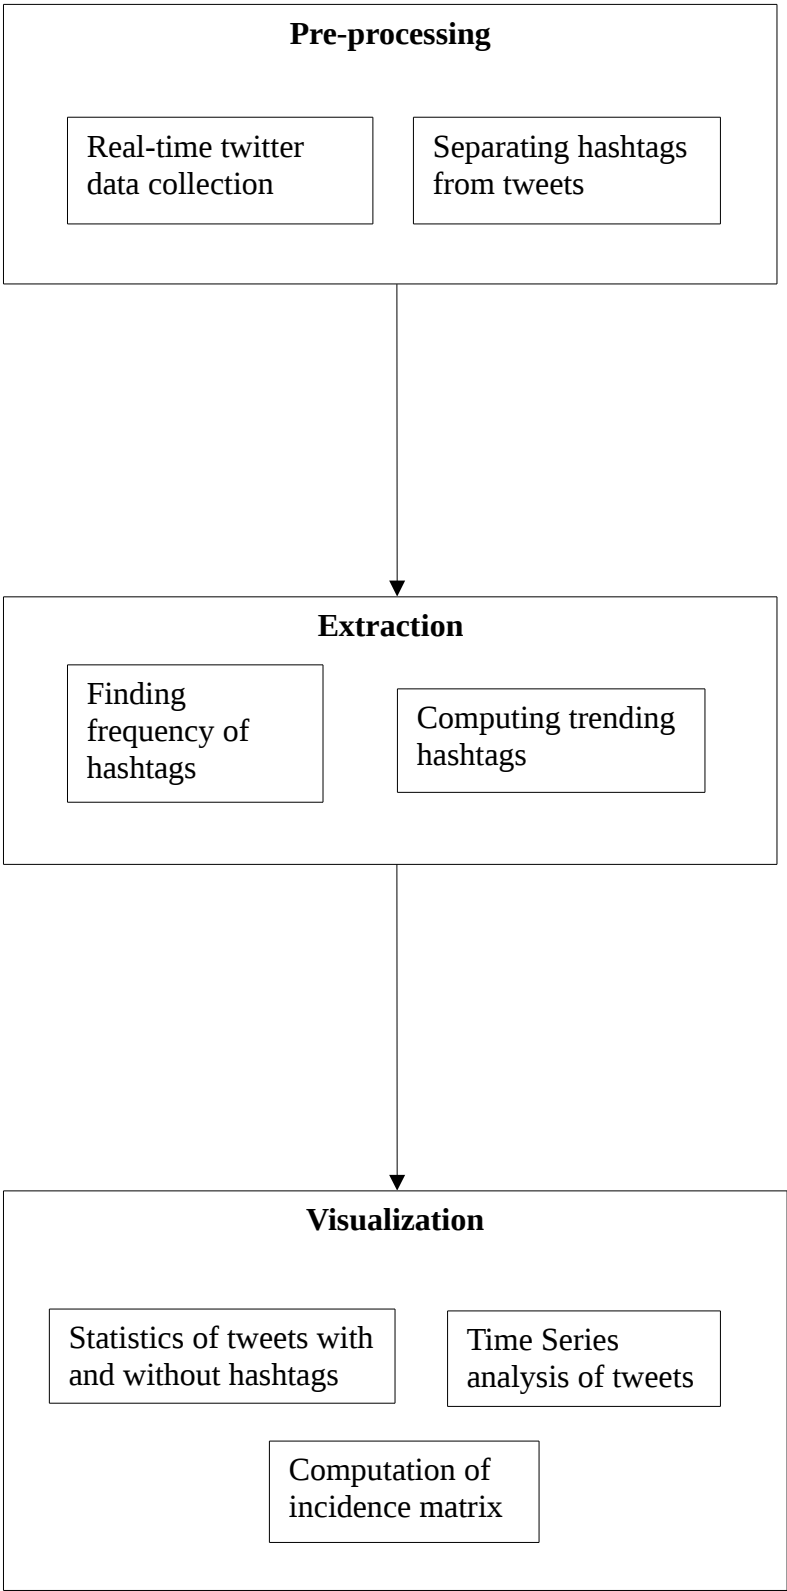 Pre-processing
Real-time twitter
data collection
Separating hashtags
from tweets
Extraction
Finding
frequency of
hashtags
Computing trending
hashtags
Visualization
Statistics of tweets with
and without hashtags
Time Series
analysis of tweets
Computation of
incidence matrix